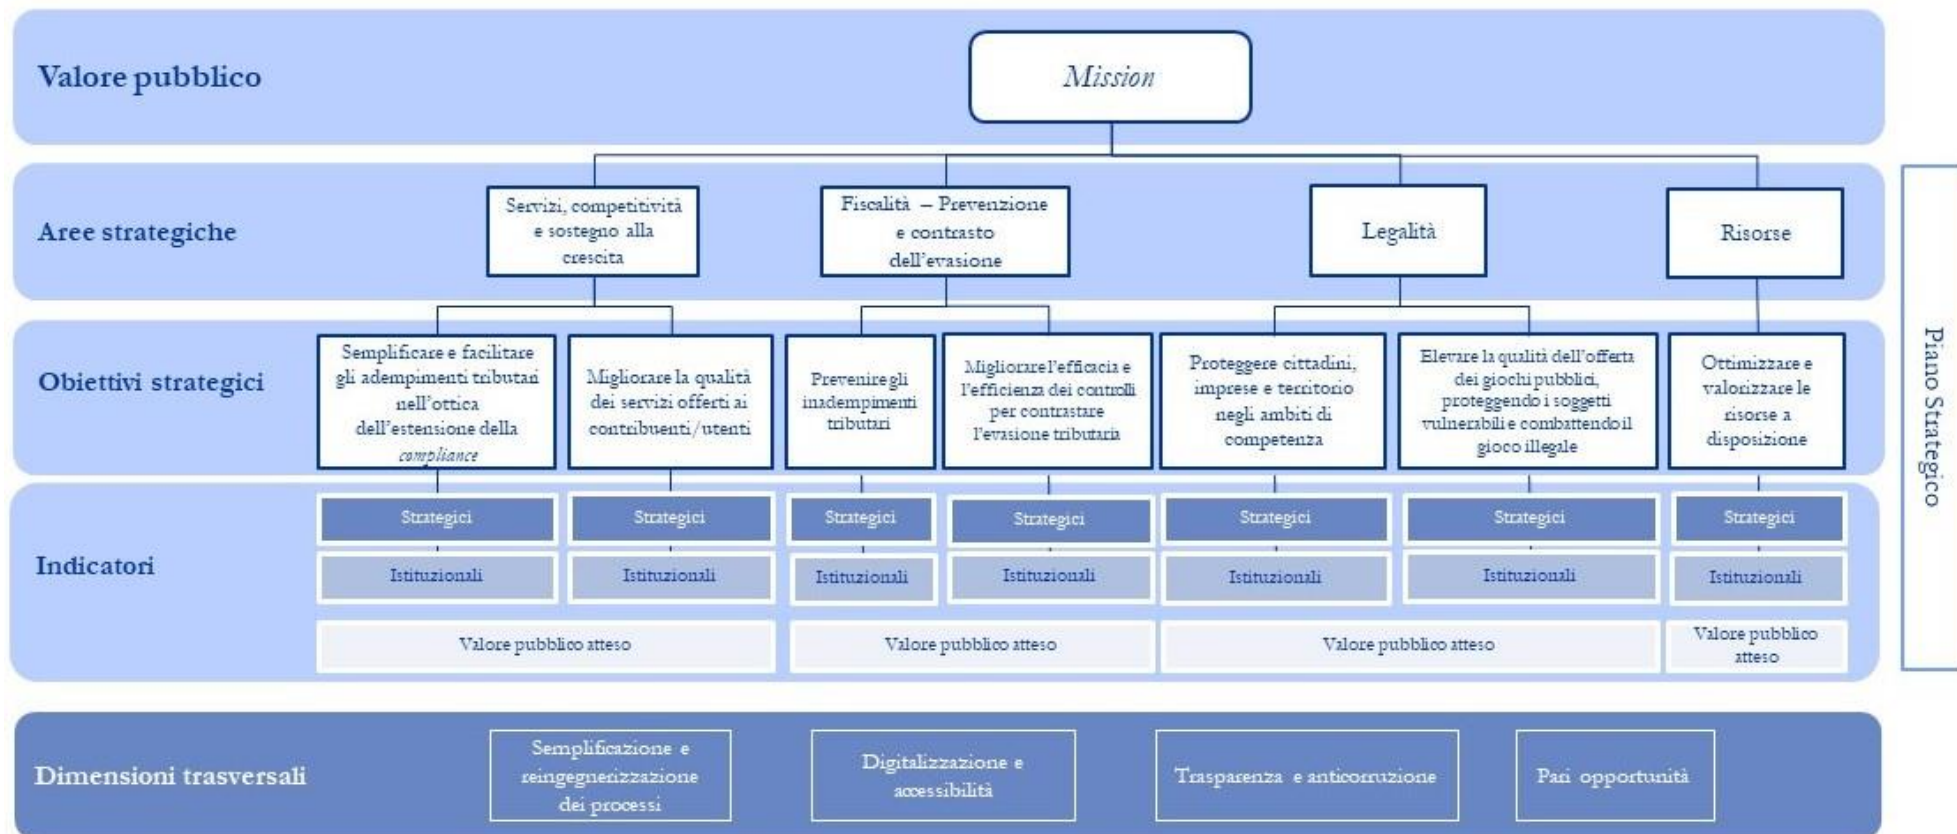 Valore pubblico
Mission
Aree strategiche
Servizi, competitività
e sostegno alla
crescita
Fiscalità – Prevenzione
e contrasto
dell'evasione
Legalità
Risorse
Obiettivi strategici
Semplificare e facilitare
gli adempimenti tributari
nell'ottica
dell'estensione della
compliance
Migliorare la qualità
dei servizi offerti ai
contribuenti/utenti
Prevenire gli
inadempimenti
tributari
Migliorare l'efficacia e
l'efficienza dei controlli
per contrastare
l'evasione tributaria
Proteggere cittadini,
imprese e territorio
negli ambiti di
competenza
Elevare la qualità dell'offerta
dei giochi pubblici,
proteggendo i soggetti
vulnerabili e combattendo il
gioco illegale
Ottimizzare e
valorizzare le
risorse a
disposizione
Indicatori
Strategici
Strategici
Strategici
Strategici
Strategici
Strategici
Strategici
Istituzionali
Istituzionali
Istituzionali
Istituzionali
Istituzionali
Istituzionali
Istituzionali
Valore pubblico atteso
Valore pubblico atteso
Valore pubblico atteso
Valore pubblico
atteso
Piano Strategico
Dimensioni trasversali
Semplificazione e
reingegnerizzazione
dei processi
Digitalizzazione e
accessibilità
Trasparenza e anticorruzione
Pari opportunità